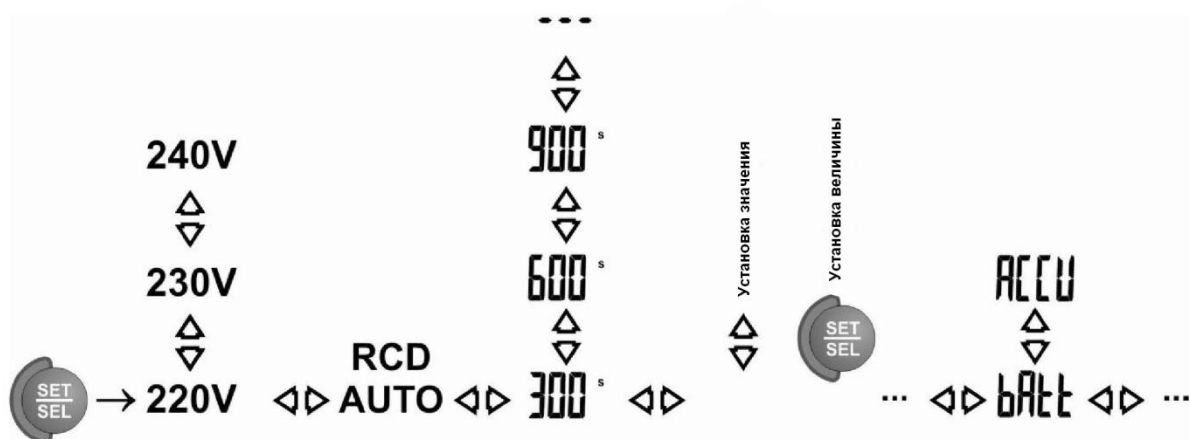 ---
240V
900 s
230V
600 s
Установка значения
Установка величины
ACCU
SET
SEL
RCD
SET
SEL
220V
AUTO
300 s
...
bAtt
...